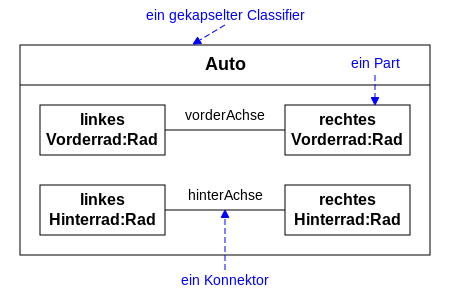 ein gekapselter Classifier
Auto
ein Part
linkes
Vorderrad:Rad
vorderAchse
rechtes
Vorderrad:Rad
linkes
Hinterrad:Rad
hinterAchse
rechtes
Hinterrad:Rad
ein Konnektor